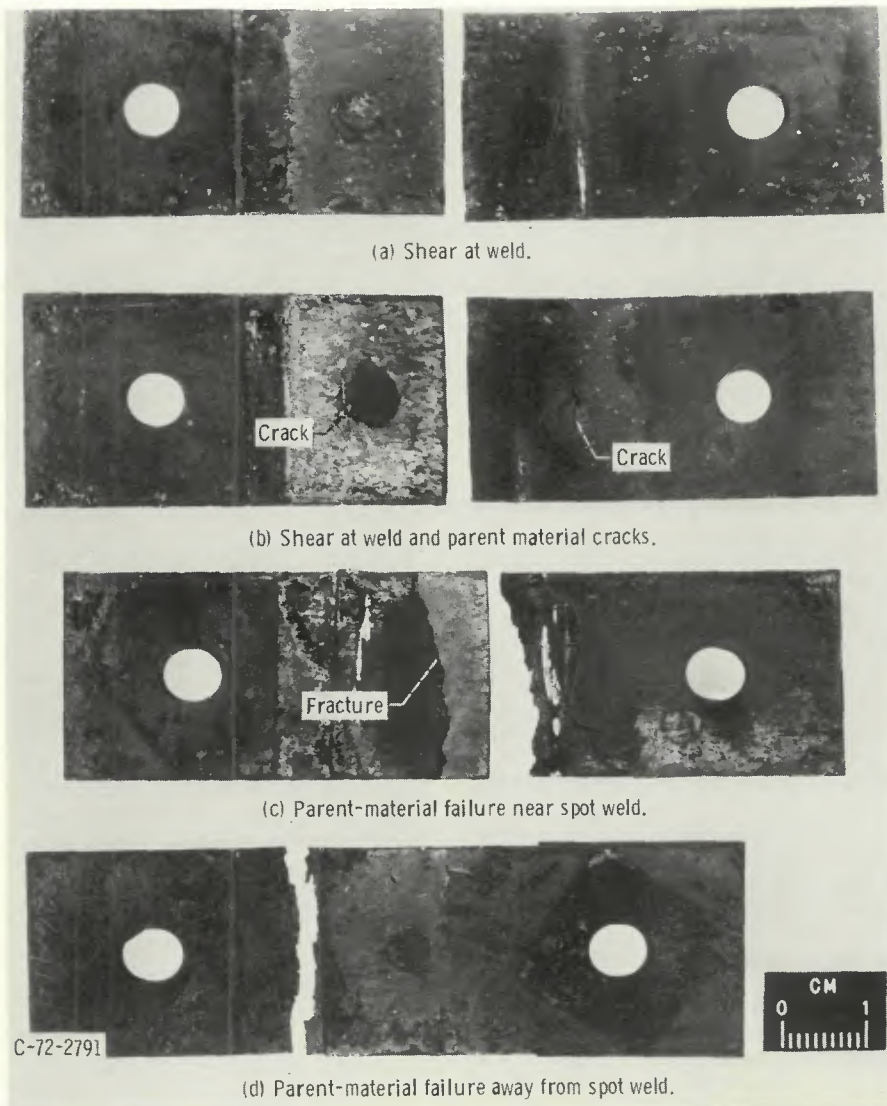 (a) Shear at weld.
Crack
Crack
(b) Shear at weld and parent material cracks.
Fracture
(c) Parent-material failure near spot weld.
CM
0 1
C-72-2791
(d) Parent-material failure away from spot weld.